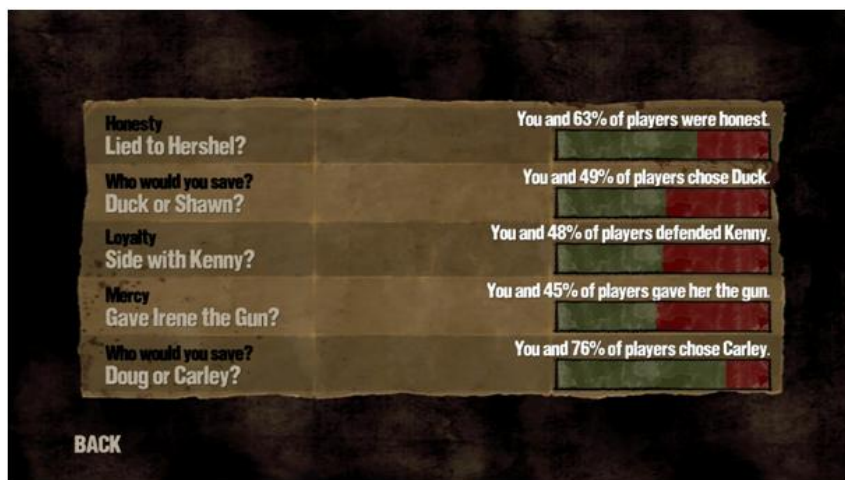 Honesty
Lied to Hershel?
You and 63% of players were honest.
Who would you save?
Duck or Shawn?
You and 49% of players chose Duck.
Loyalty
Side with Kenny?
You and 48% of players defended Kenny.
Mercy
Gave Irene the Gun?
You and 45% of players gave her the gun.
Who would you save?
Doug or Carley?
You and 76% of players chose Carley.
BACK